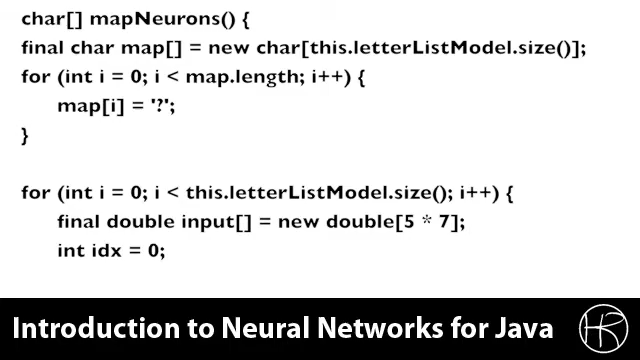 char[] mapNeurons() {
final char map[] = new char[this.letterListModel.size()];
for (int i = 0; i < map.length; i++) {
map[i] = '?';
}
for (int i = 0; i < this.letterListModel.size(); i++) {
final double input[] = new double[5 * 7];
int idx = 0;
Introduction to Neural Networks for Java